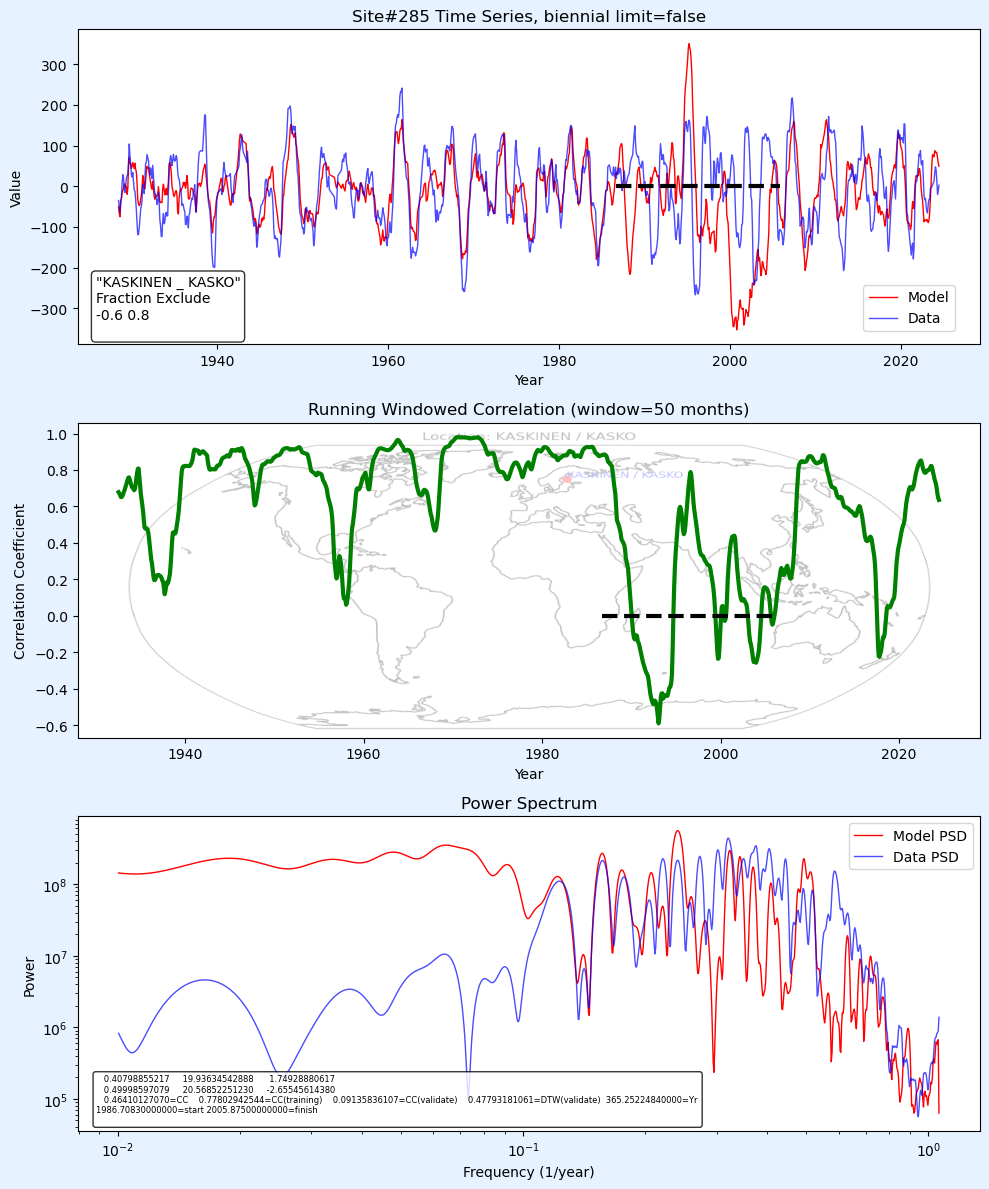 Site#285 Time Series, biennial limit=false
Value
300
200
100
0
−100
−200
−300
"KASKINEN _ KASKO"
Fraction Exclude
-0.6 0.8
Model
Data
1940
1960
1980
2000
2020
Year
Running Windowed Correlation (window=50 months)
Correlation Coefficient
1.0
0.8
0.6
0.4
0.2
0.0
−0.2
−0.4
−0.6
Location: KASKINEN / KASKO
KASKINEN / KASKO
1940
1960
1980
2000
2020
Year
Power Spectrum
Power
10^8
10^7
10^6
10^5
Model PSD
Data PSD
0.40798855217 19.93634542888 1.74928880617
0.49998597079 20.56852251230 -2.65545614380
0.46410127070=CC 0.77802942544=CC(training) 0.09135836107=CC(validate) 0.47793181061=DTW(validate) 365.25224840000=Yr
1986.70830000000=start 2005.87500000000=finish
10^−2
10^−1
10^0
Frequency (1/year)